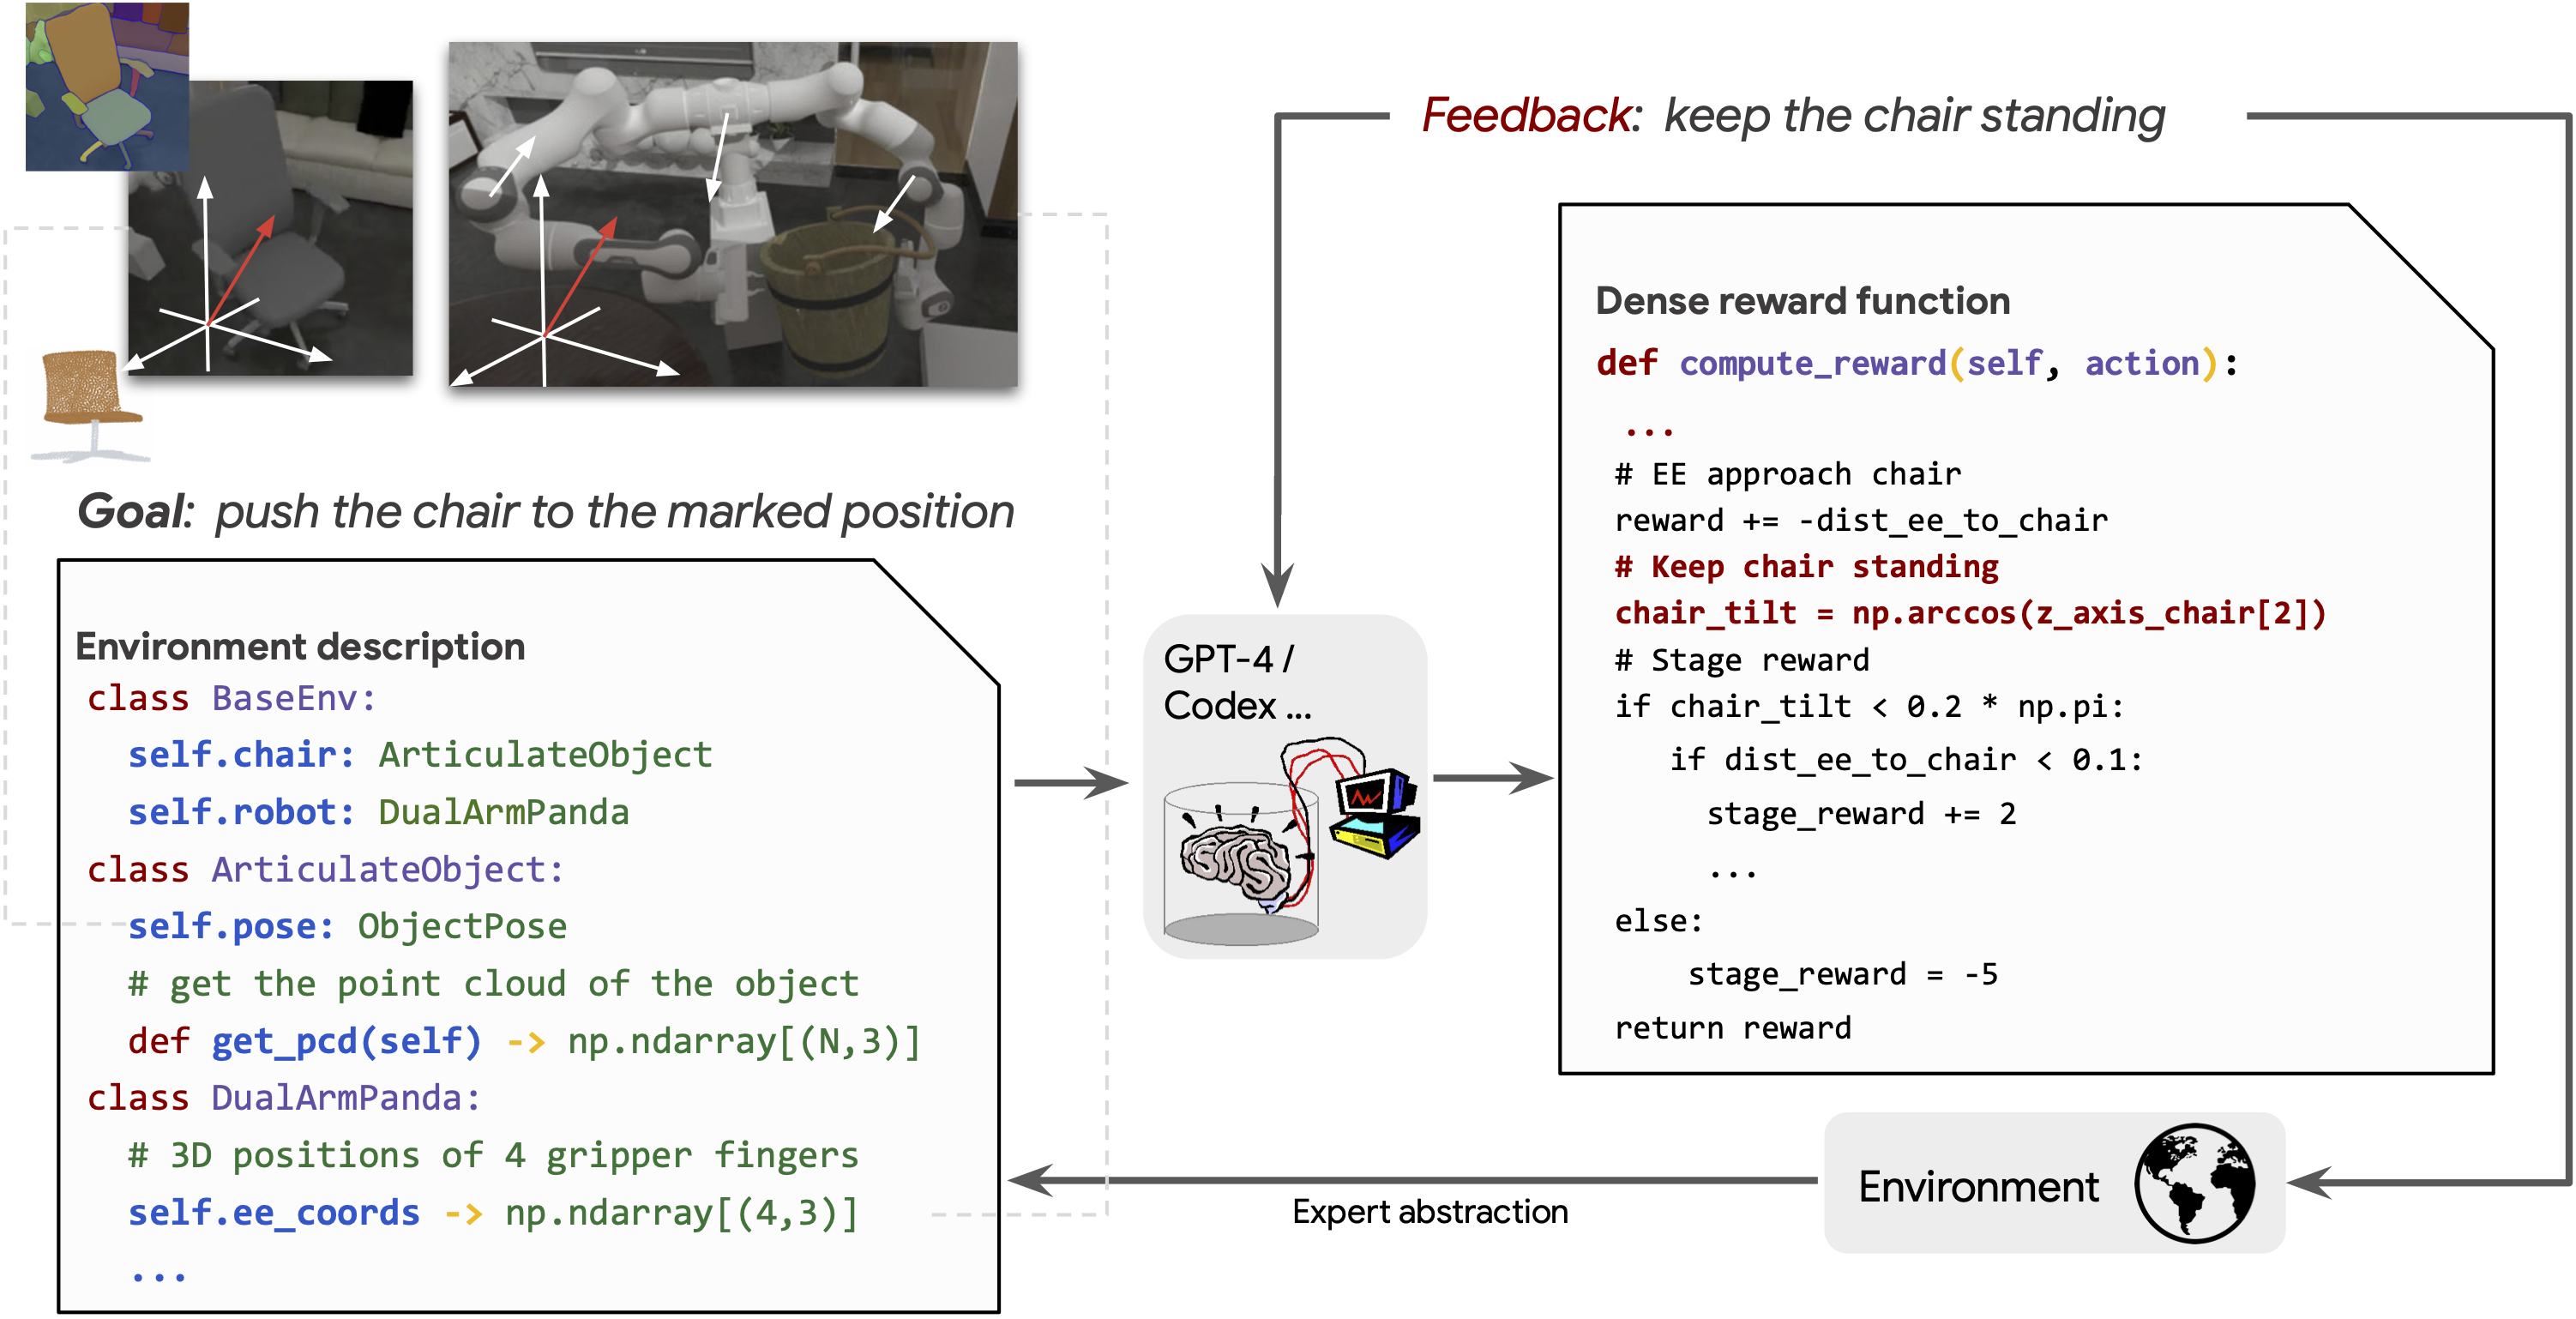 Goal: push the chair to the marked position
Environment description
class BaseEnv:
self.chair: ArticulateObject
self.robot: DualArmPanda
class ArticulateObject:
self.pose: ObjectPose
# get the point cloud of the object
def get_pcd(self) -> np.ndarray[(N,3)]
class DualArmPanda:
# 3D positions of 4 gripper fingers
self.ee_coords -> np.ndarray[(4,3)]
...
GPT-4 /
Codex ...
Feedback: keep the chair standing
Dense reward function
def compute_reward(self, action):
...
# EE approach chair
reward += -dist_ee_to_chair
# Keep chair standing
chair_tilt = np.arccos(z_axis_chair[2])
# Stage reward
if chair_tilt < 0.2 * np.pi:
if dist_ee_to_chair < 0.1:
stage_reward += 2
...
else:
stage_reward = -5
return reward
Environment
Expert abstraction